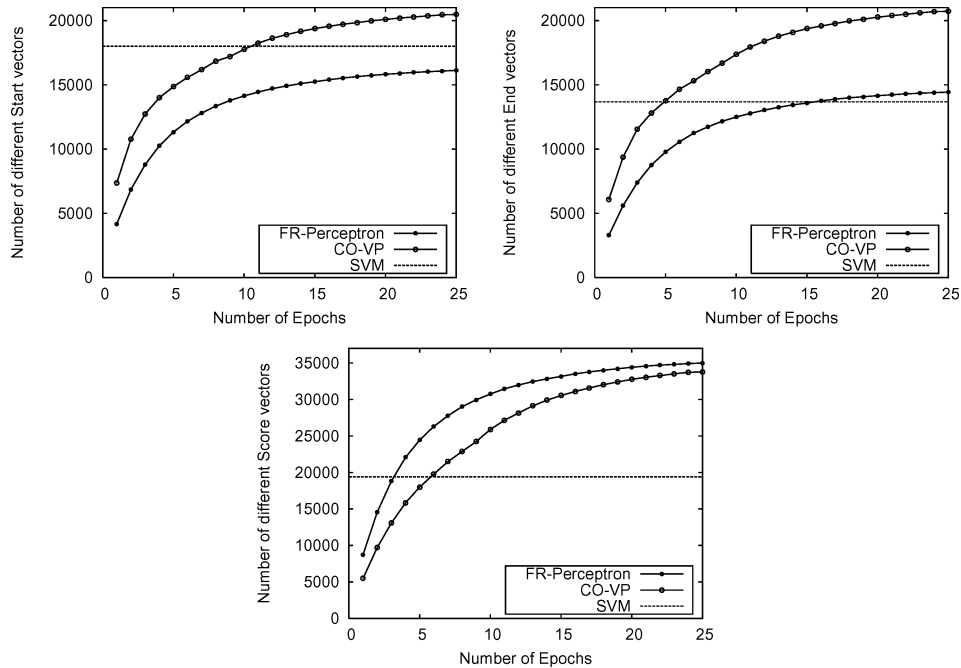 Number of different Start vectors
20000
15000
10000
5000
0
FR-Perceptron
CO-VP
SVM
0 5 10 15 20 25
Number of Epochs
Number of different End vectors
20000
15000
10000
5000
0
FR-Perceptron
CO-VP
SVM
0 5 10 15 20 25
Number of Epochs
Number of different Score vectors
35000
30000
25000
20000
15000
10000
5000
0
FR-Perceptron
CO-VP
SVM
0 5 10 15 20 25
Number of Epochs